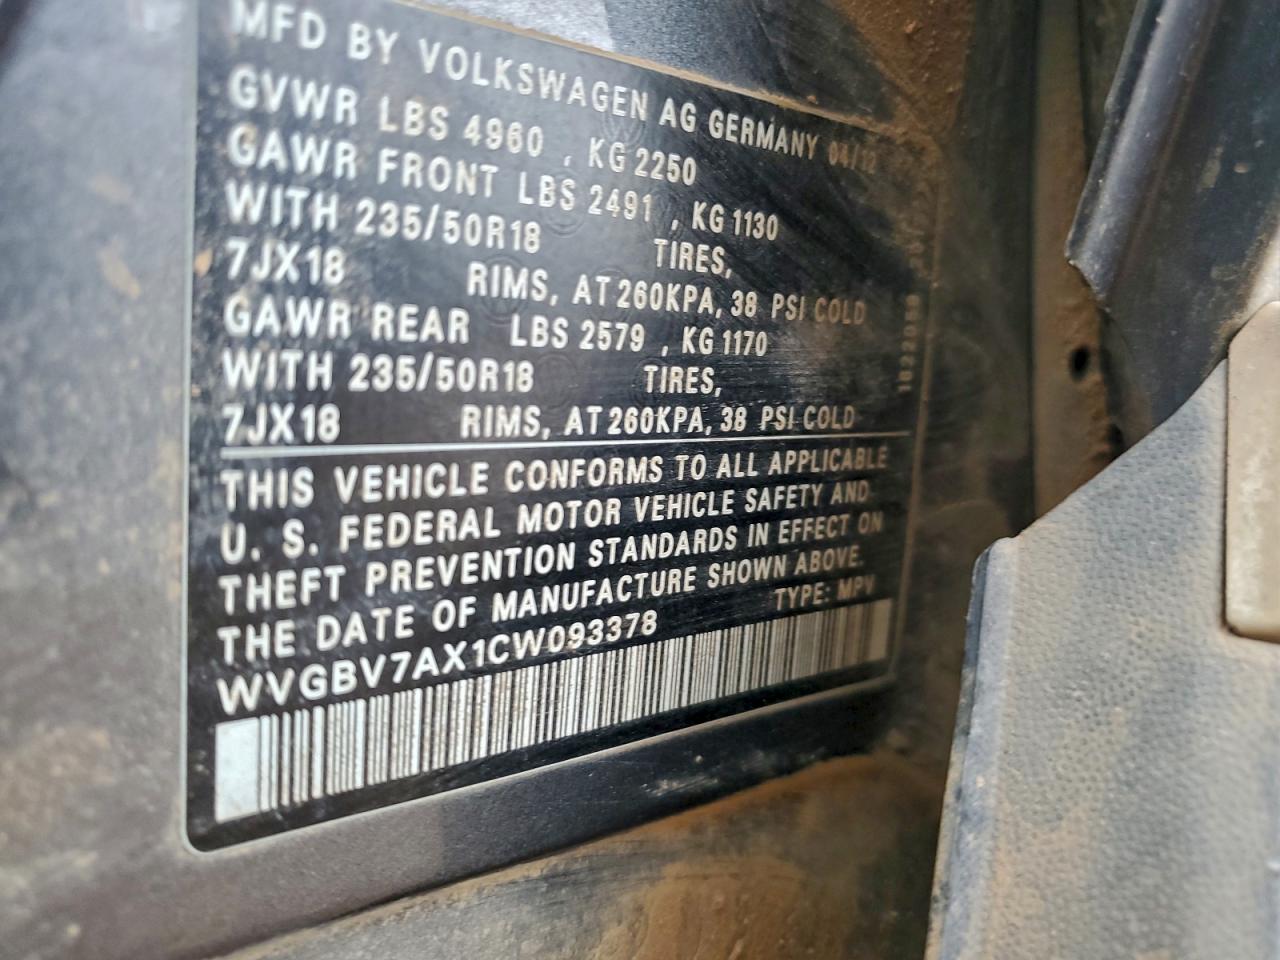 MFD BY VOLKSWAGEN AG GERMANY 04/12
GVWR LBS 4960 , KG 2250
GAWR FRONT LBS 2491 , KG 1130
WITH 235/50R18 TIRES,
7JX18 RIMS, AT 260KPA, 38 PSI COLD
GAWR REAR LBS 2579 , KG 1170
WITH 235/50R18 TIRES,
7JX18 RIMS, AT 260KPA, 38 PSI COLD
THIS VEHICLE CONFORMS TO ALL APPLICABLE
U. S. FEDERAL MOTOR VEHICLE SAFETY AND
THEFT PREVENTION STANDARDS IN EFFECT ON
THE DATE OF MANUFACTURE SHOWN ABOVE.
WVGBV7AX1CW093378 TYPE: MPV